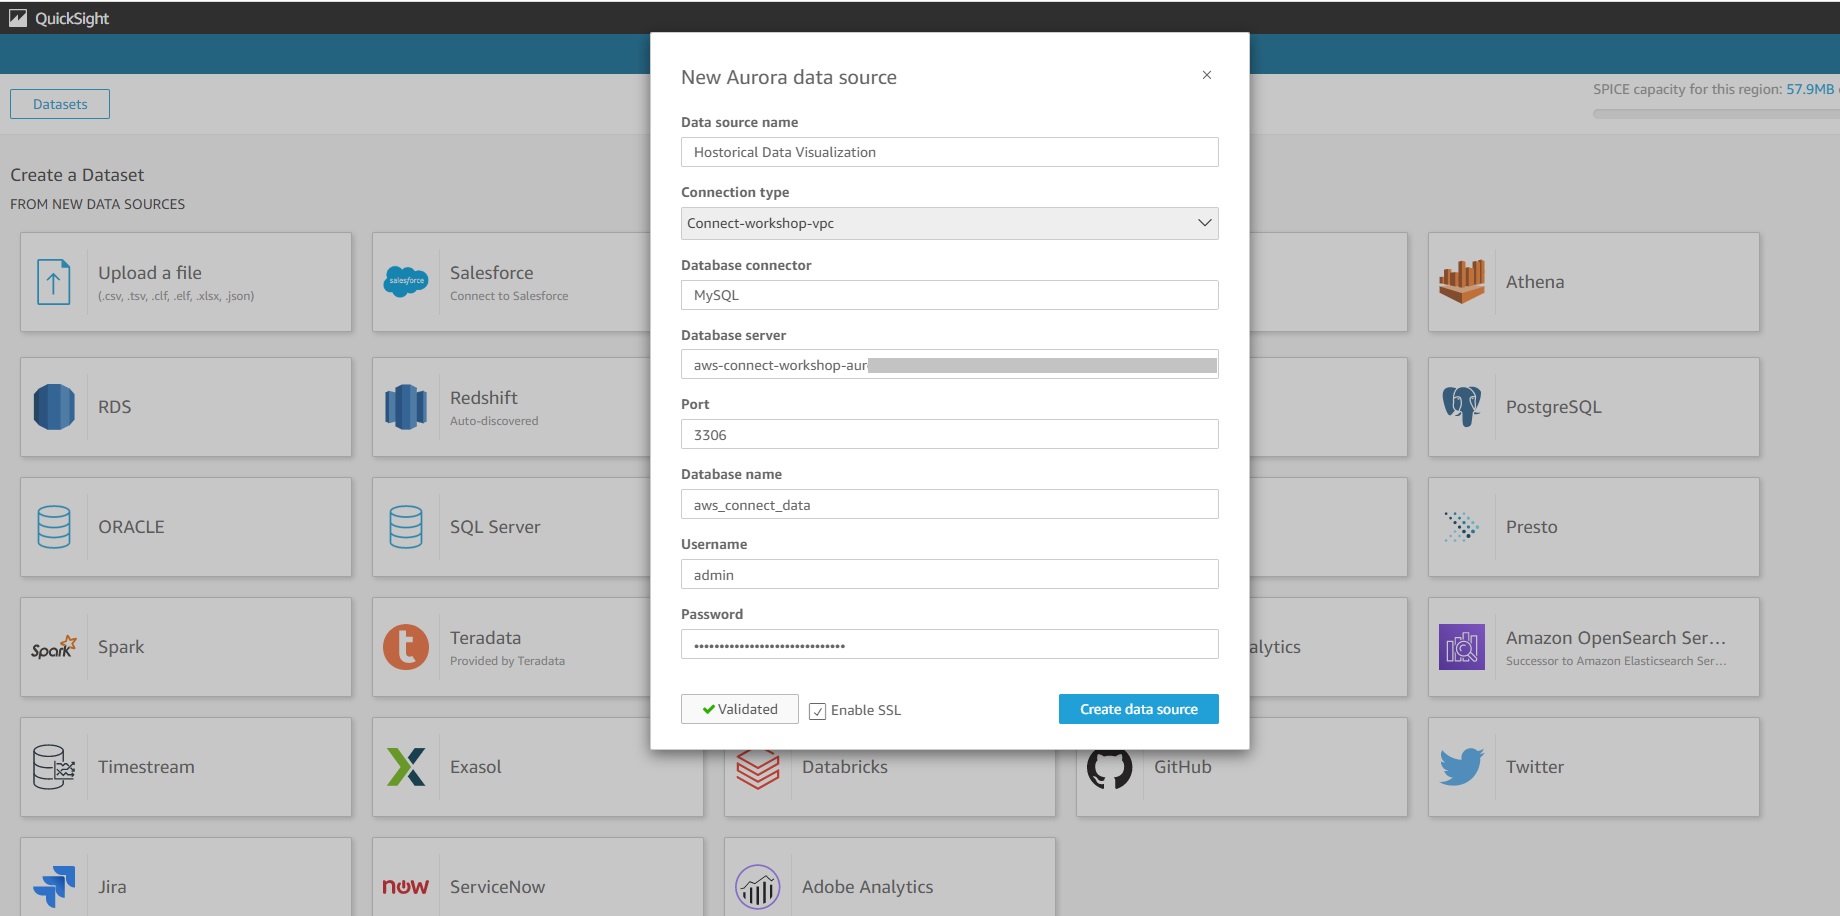 QuickSight
Datasets
SPICE capacity for this region: 57.9MB
Create a Dataset
FROM NEW DATA SOURCES
Upload a file
(.csv, .tsv, .clf, .elf, .xlsx, .json)
Salesforce
salesforce
Connect to Salesforce
Athena
RDS
Redshift
Auto-discovered
PostgreSQL
ORACLE
SQL Server
Presto
Spark
Spark
Teradata
Provided by Teradata
alytics
Amazon OpenSearch Ser...
Successor to Amazon Elasticsearch Ser...
Timestream
Exasol
Databricks
GitHub
Twitter
Jira
now
ServiceNow
Adobe Analytics
New Aurora data source
Data source name
Hostorical Data Visualization
Connection type
Connect-workshop-vpc
Database connector
MySQL
Database server
aws-connect-workshop-aur
Port
3306
Database name
aws_connect_data
Username
admin
Password
Validated
Enable SSL
Create data source